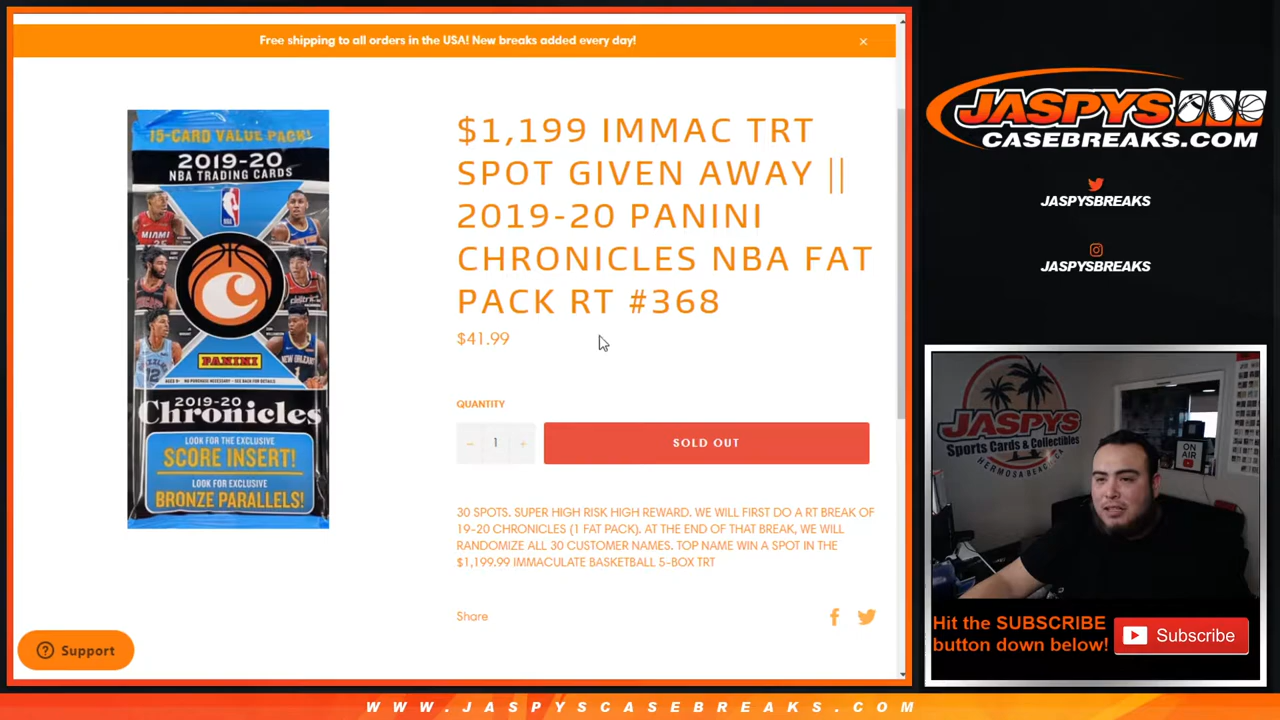 Free shipping to all orders in the USA! New breaks added every day!
×
15-CARD VALUE PACK!
2019-20
NBA TRADING CARDS
NBA
MIAMI
PANINI
2019-20
Chronicles
LOOK FOR THE EXCLUSIVE
SCORE INSERT!
LOOK FOR EXCLUSIVE
BRONZE PARALLELS!
$1,199 IMMAC TRT
SPOT GIVEN AWAY ||
2019-20 PANINI
CHRONICLES NBA FAT
PACK RT #368
$41.99
QUANTITY
− 1 +
SOLD OUT
30 SPOTS. SUPER HIGH RISK HIGH REWARD. WE WILL FIRST DO A RT BREAK OF
19-20 CHRONICLES (1 FAT PACK). AT THE END OF THAT BREAK, WE WILL
RANDOMIZE ALL 30 CUSTOMER NAMES. TOP NAME WIN A SPOT IN THE
$1,199.99 IMMACULATE BASKETBALL 5-BOX TRT
Share
Support
JASPYS
CASEBREAKS.COM
JASPYSBREAKS
JASPYSBREAKS
JASPYS
Sports Cards & Collectibles
HERMOSA BEACH
ON
AIR
Hit the SUBSCRIBE
button down below!
Subscribe
WWW.JASPYSCASEBREAKS.COM